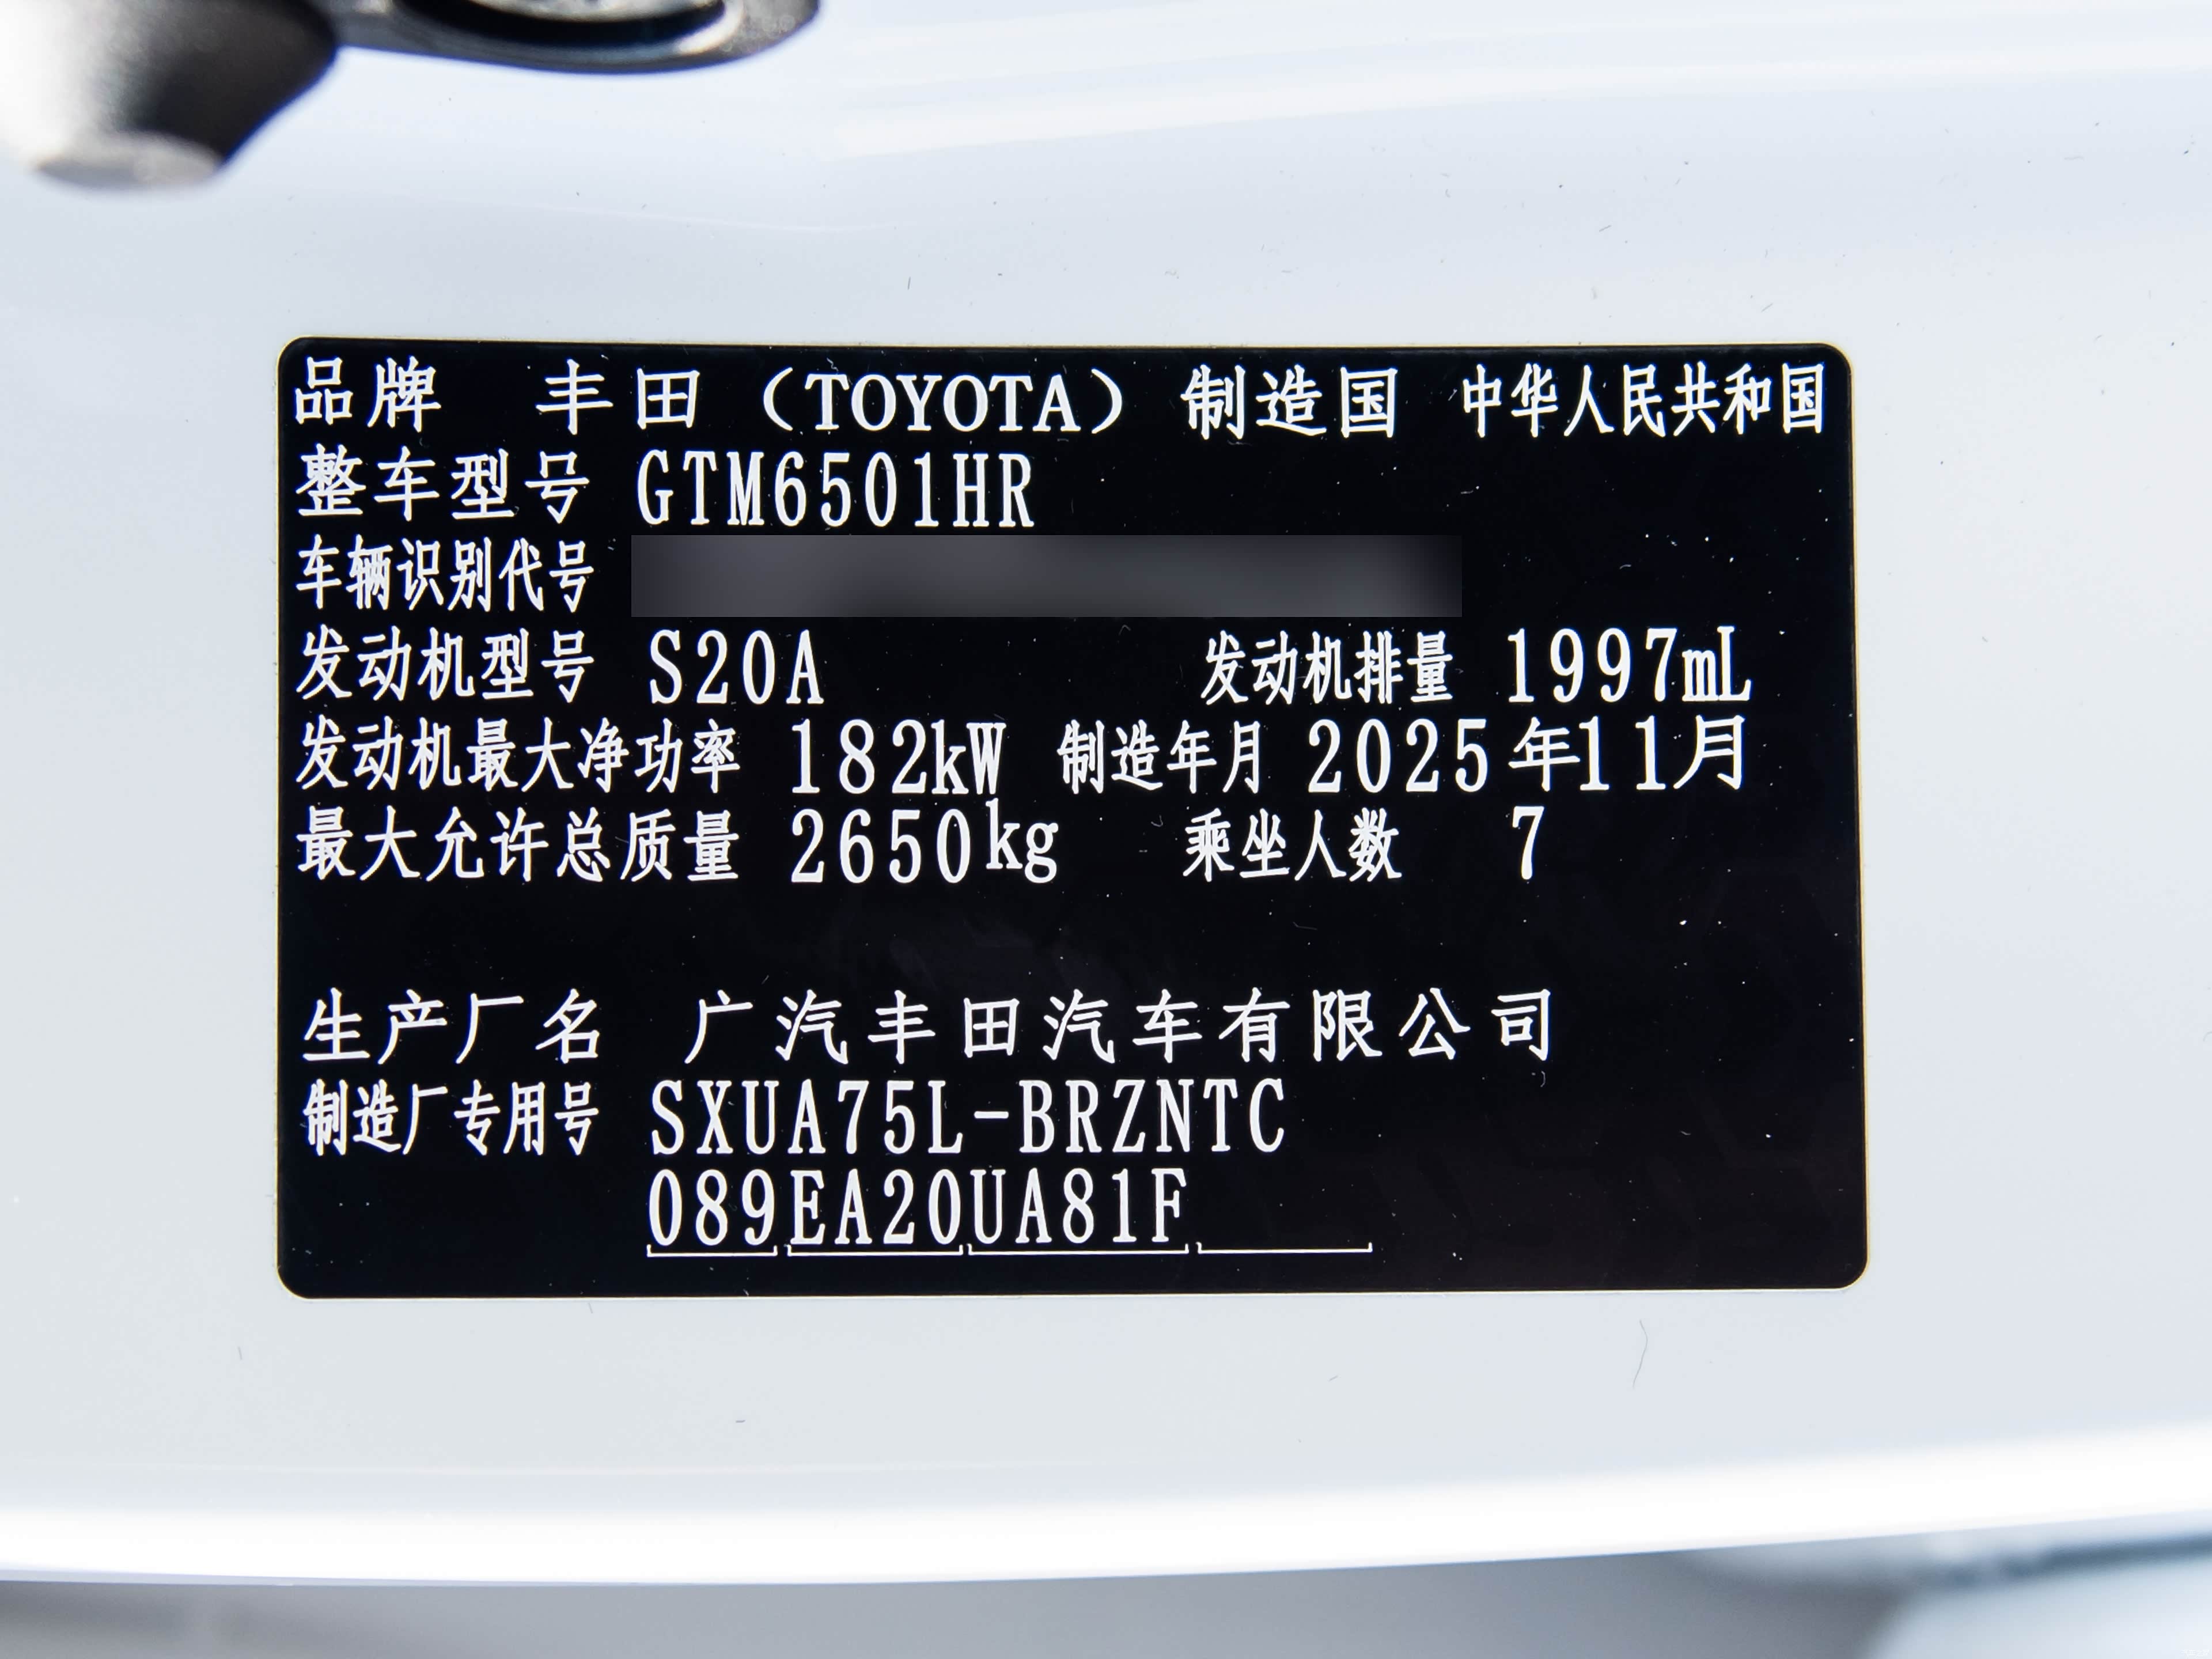 品牌 丰田（TOYOTA） 制造国 中华人民共和国
整车型号 GTM6501HR
车辆识别代号
发动机型号 S20A 发动机排量 1997mL
发动机最大净功率 182kW 制造年月 2025年11月
最大允许总质量 2650kg 乘坐人数 7
生产厂名 广汽丰田汽车有限公司
制造厂专用号 SXUA75L-BRZNTC
089EA20UA81F